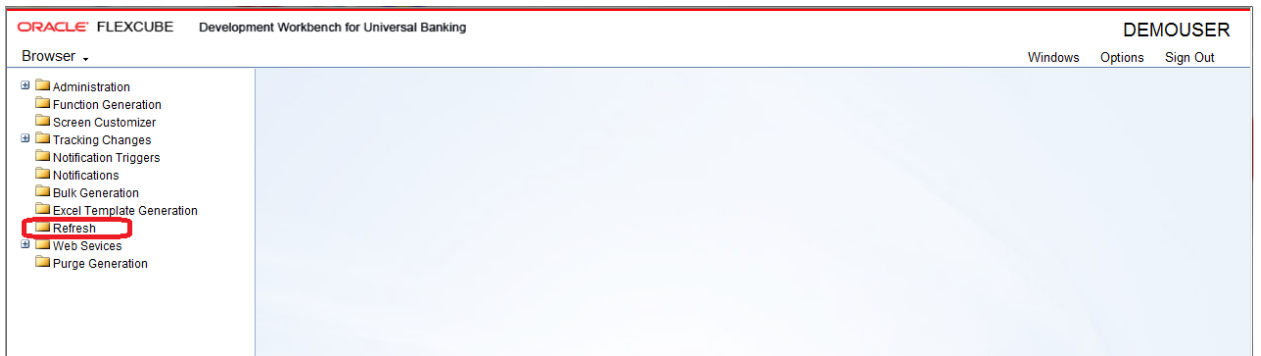 ORACLE FLEXCUBE Development Workbench for Universal Banking
DEMOUSER
Browser
Windows Options Sign Out
Administration
Function Generation
Screen Customizer
Tracking Changes
Notification Triggers
Notifications
Bulk Generation
Excel Template Generation
Refresh
Web Sevices
Purge Generation